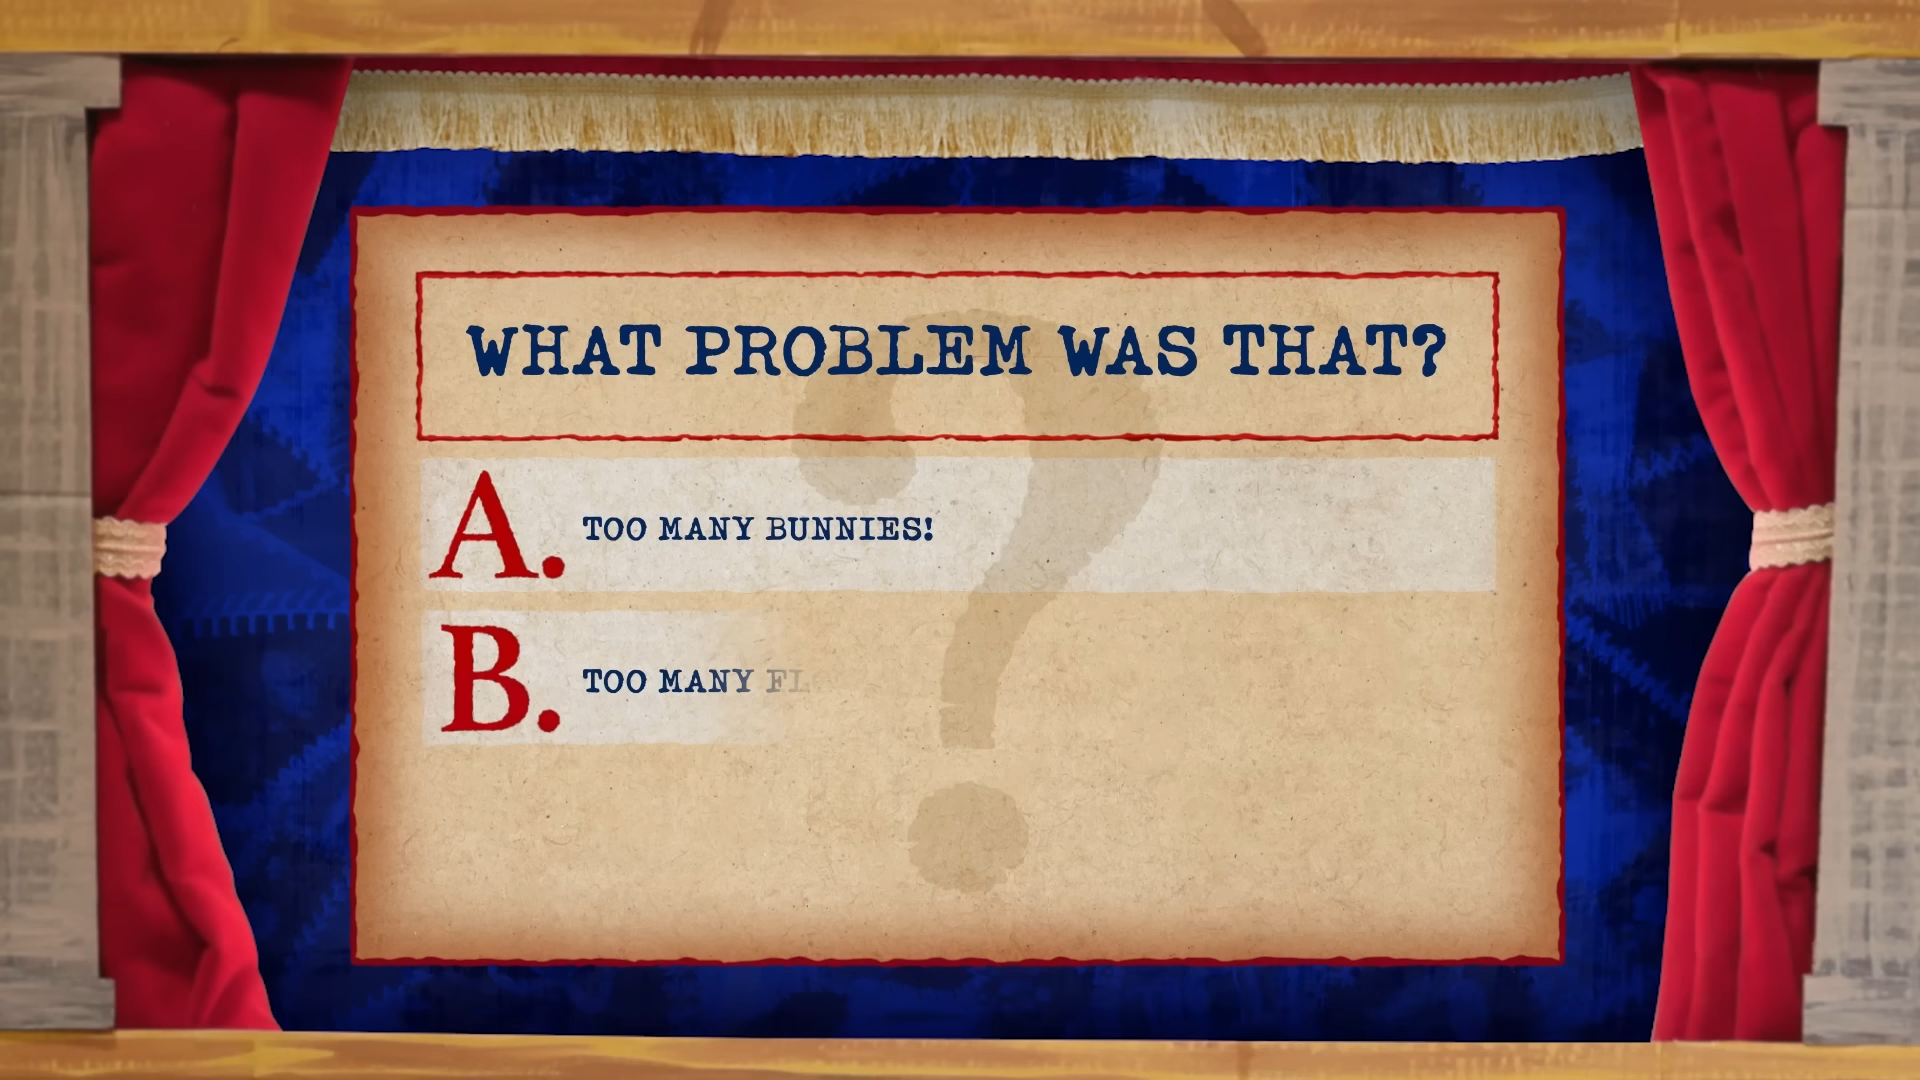 WHAT PROBLEM WAS THAT?
A. TOO MANY BUNNIES!
B. TOO MANY